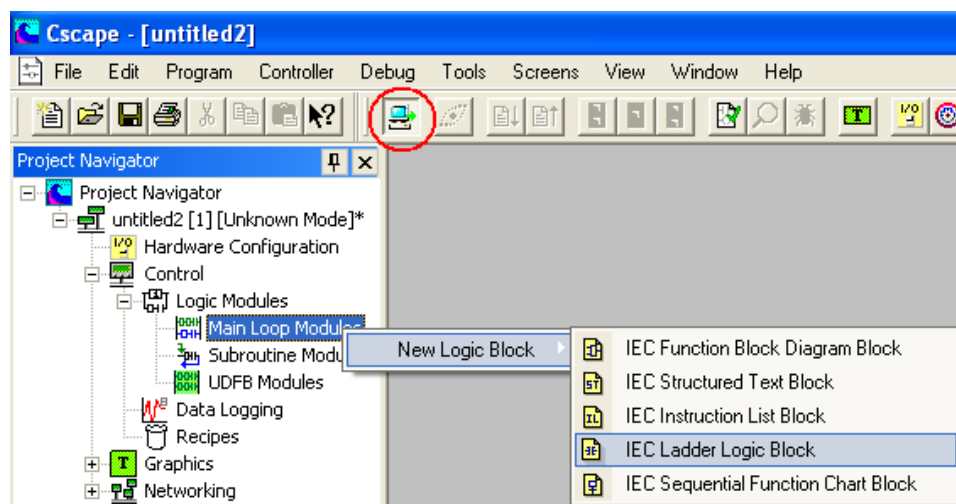 Cscape - [untitled2]
File Edit Program Controller Debug Tools Screens View Window Help
T I/O
Project Navigator
Project Navigator
untitled2 [1] [Unknown Mode]*
I/O Hardware Configuration
Control
Logic Modules
Main Loop Modules
New Logic Block
IEC Function Block Diagram Block
Subroutine Modu
ST IEC Structured Text Block
UDFB Modules
IL IEC Instruction List Block
Data Logging
Recipes
IEC Ladder Logic Block
T Graphics
IEC Sequential Function Chart Block
Networking